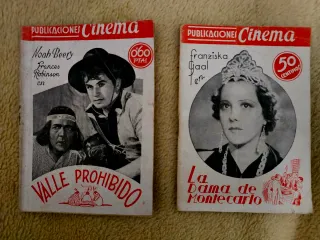 PUBLICACIONES Cinema
Noah Beery
Frances
Robinson
en
0'60
PTAS
VALLE PROHIBIDO
PUBLICACIONES Cinema
franziska
Gaal
en
50
CENTIMOS
La
Dama de
Montecarlo